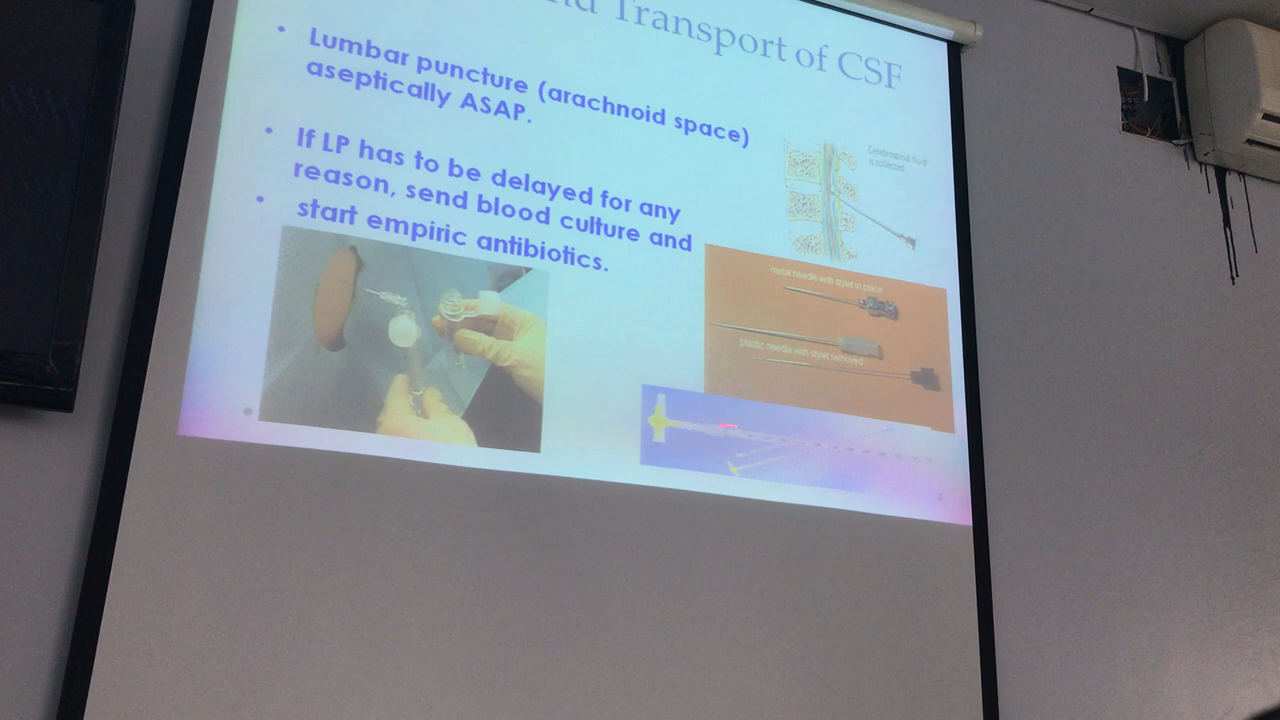 Transport of CSF
• Lumbar puncture (arachnoid space)
aseptically ASAP.
• If LP has to be delayed for any
reason, send blood culture and
• start empiric antibiotics.
Cerebrospinal fluid
is collected
metal needle with stylet in place
plastic needle with stylet removed